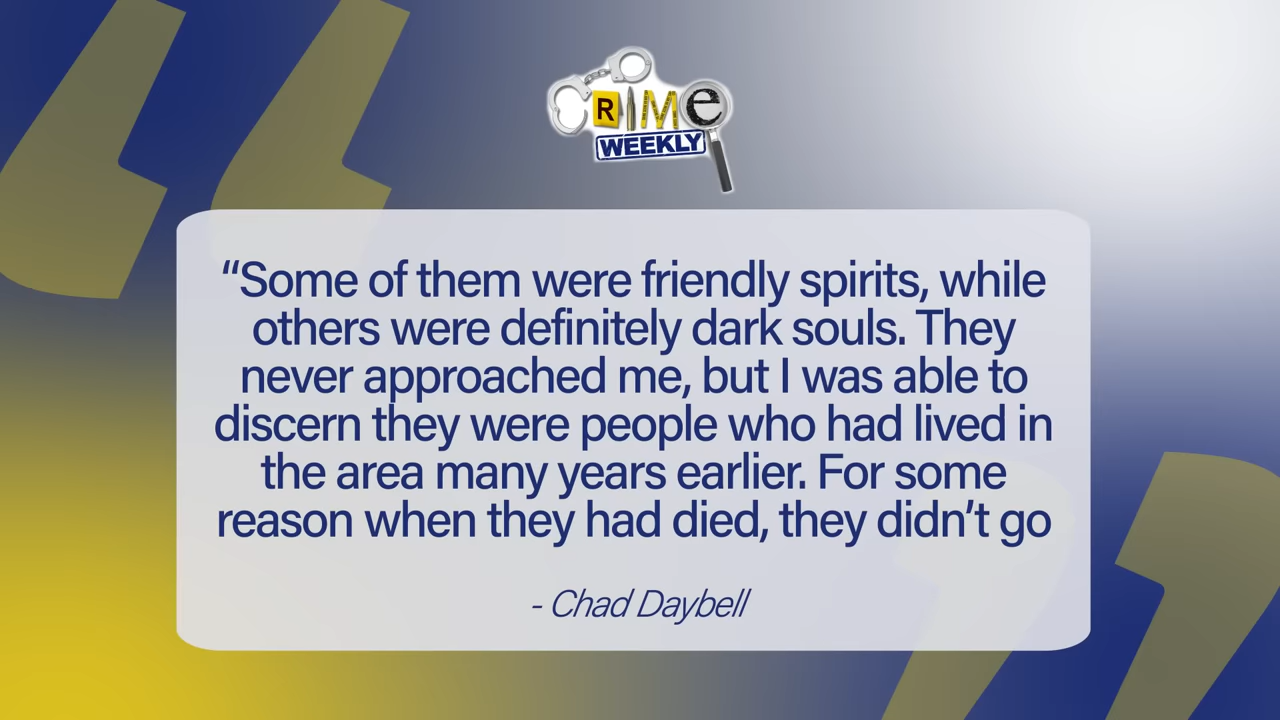 CRIME
WEEKLY
“Some of them were friendly spirits, while
others were definitely dark souls. They
never approached me, but I was able to
discern they were people who had lived in
the area many years earlier. For some
reason when they had died, they didn’t go
- Chad Daybell